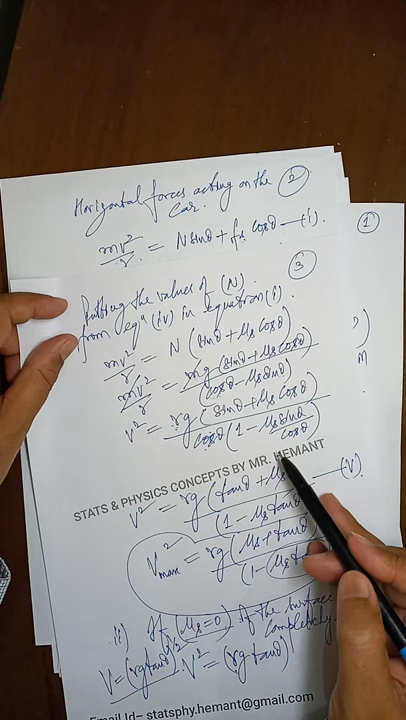 Horizontal forces acting on the (2)
car.
mv²/r = N sinθ + fs cosθ —(i).
(1)
(3)
Putting the values of (N)
from eqⁿ (iv) in equation (i).
mv²/r = N (sinθ + μs cosθ)
mv²/r = mg (sinθ + μs cosθ) / (cosθ - μs sinθ)
v² = rg (sinθ + μs cosθ) / cosθ (1 - μs sinθ / cosθ)
STATS & PHYSICS CONCEPTS BY MR. HEMANT
v² = rg (tanθ + μs / (1 - μs tanθ —(v).
V²max = rg (μs + tanθ / (1 - μs
ii) If (μs = 0) if the surface
completely
V = (rg tanθ)^1/2 V² = (rg tanθ)
Email Id= statsphy.hemant@gmail.com